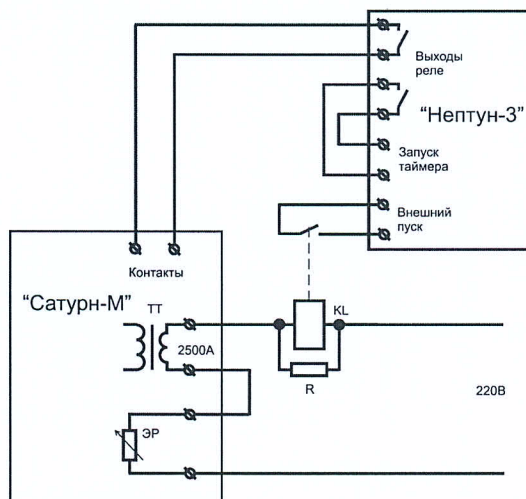 Выходы
реле
“Нептун-3”
Запуск
таймера
Внешний
пуск
Контакты
“Сатурн-М”
ТТ
2500А
KL
R
220В
ЭР